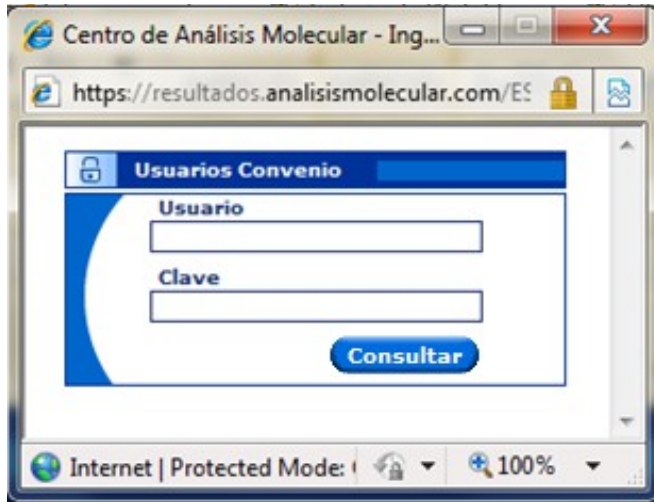 Centro de Análisis Molecular - Ing...
https://resultados.analisismolecular.com/ES
Usuarios Convenio
Usuario
Clave
Consultar
Internet | Protected Mode: 100%